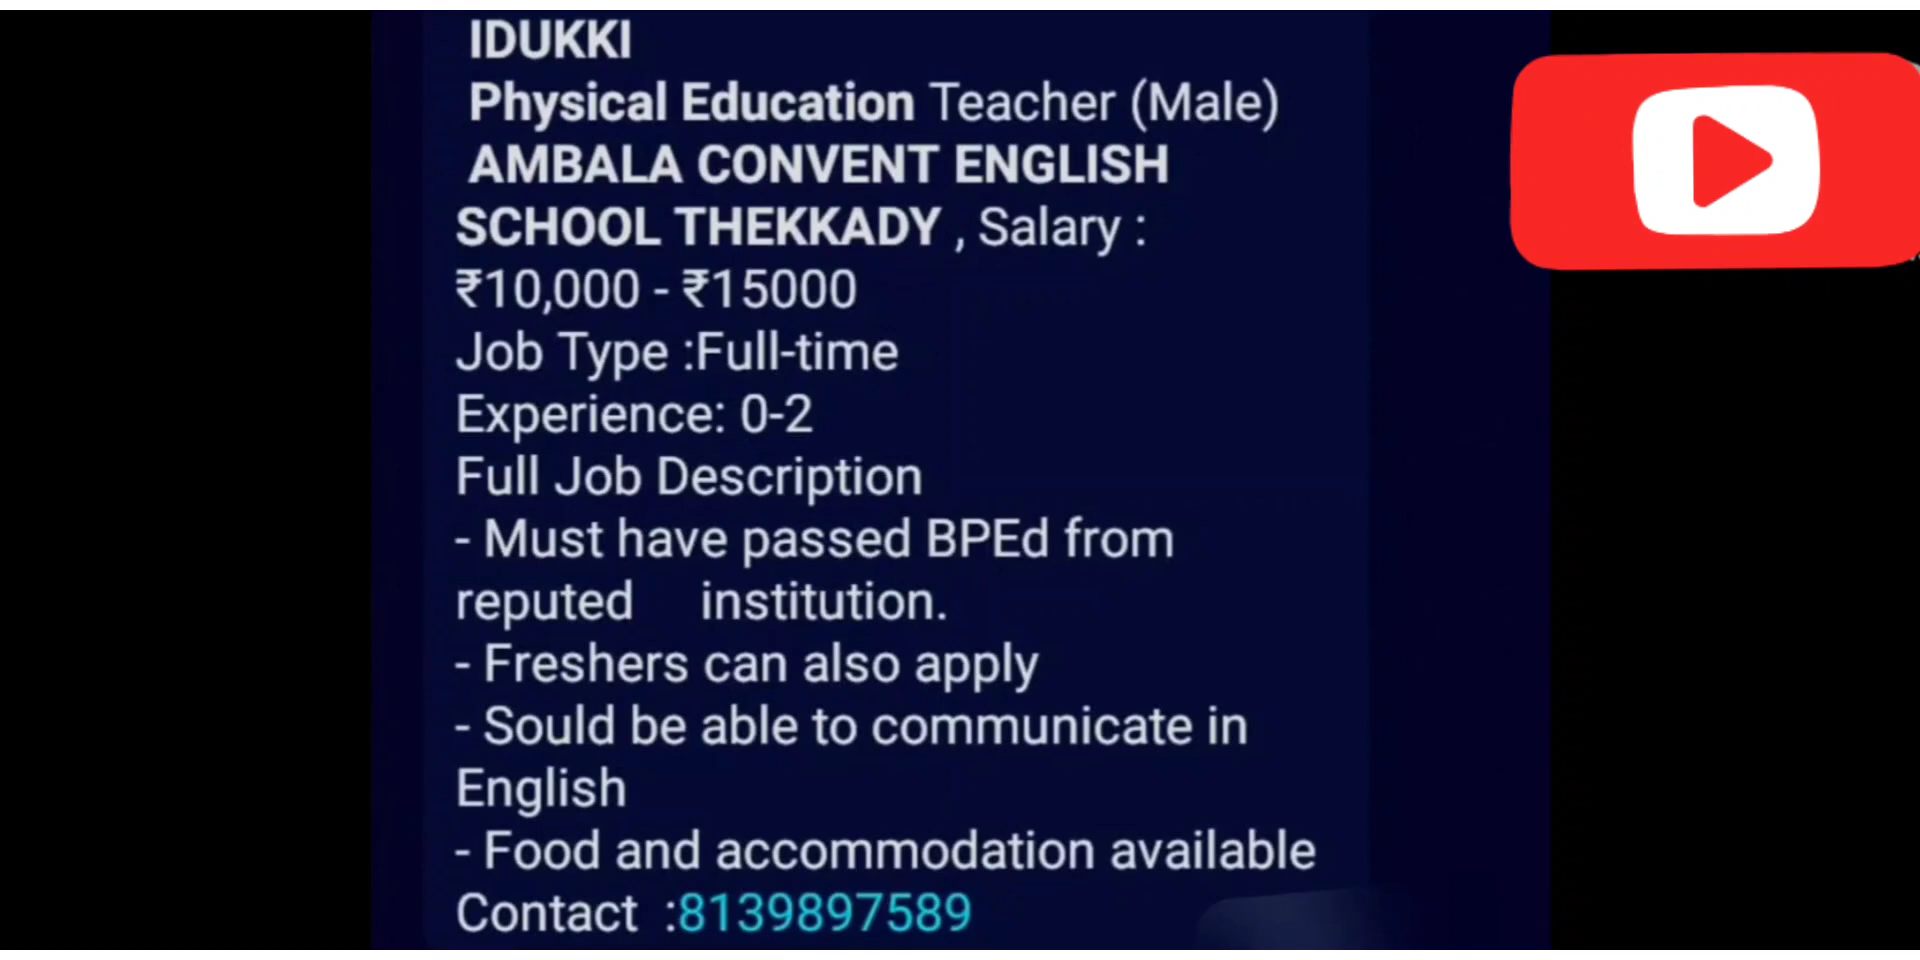 IDUKKI
Physical Education Teacher (Male)
AMBALA CONVENT ENGLISH
SCHOOL THEKKADY , Salary :
₹10,000 - ₹15000
Job Type :Full-time
Experience: 0-2
Full Job Description
- Must have passed BPEd from
reputed institution.
- Freshers can also apply
- Sould be able to communicate in
English
- Food and accommodation available
Contact :8139897589